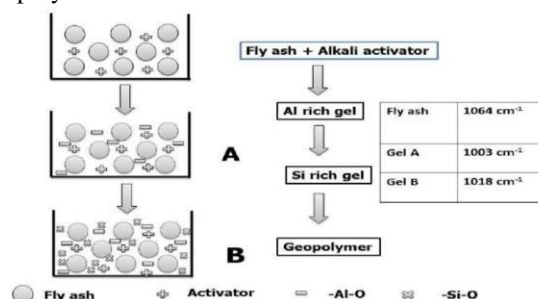 Fly ash + Alkali activator
Al rich gel
Fly ash 1064 cm⁻¹
A
Gel A 1003 cm⁻¹
Si rich gel
Gel B 1018 cm⁻¹
B
Geopolymer
Fly ash Activator -Al-O -Si-O